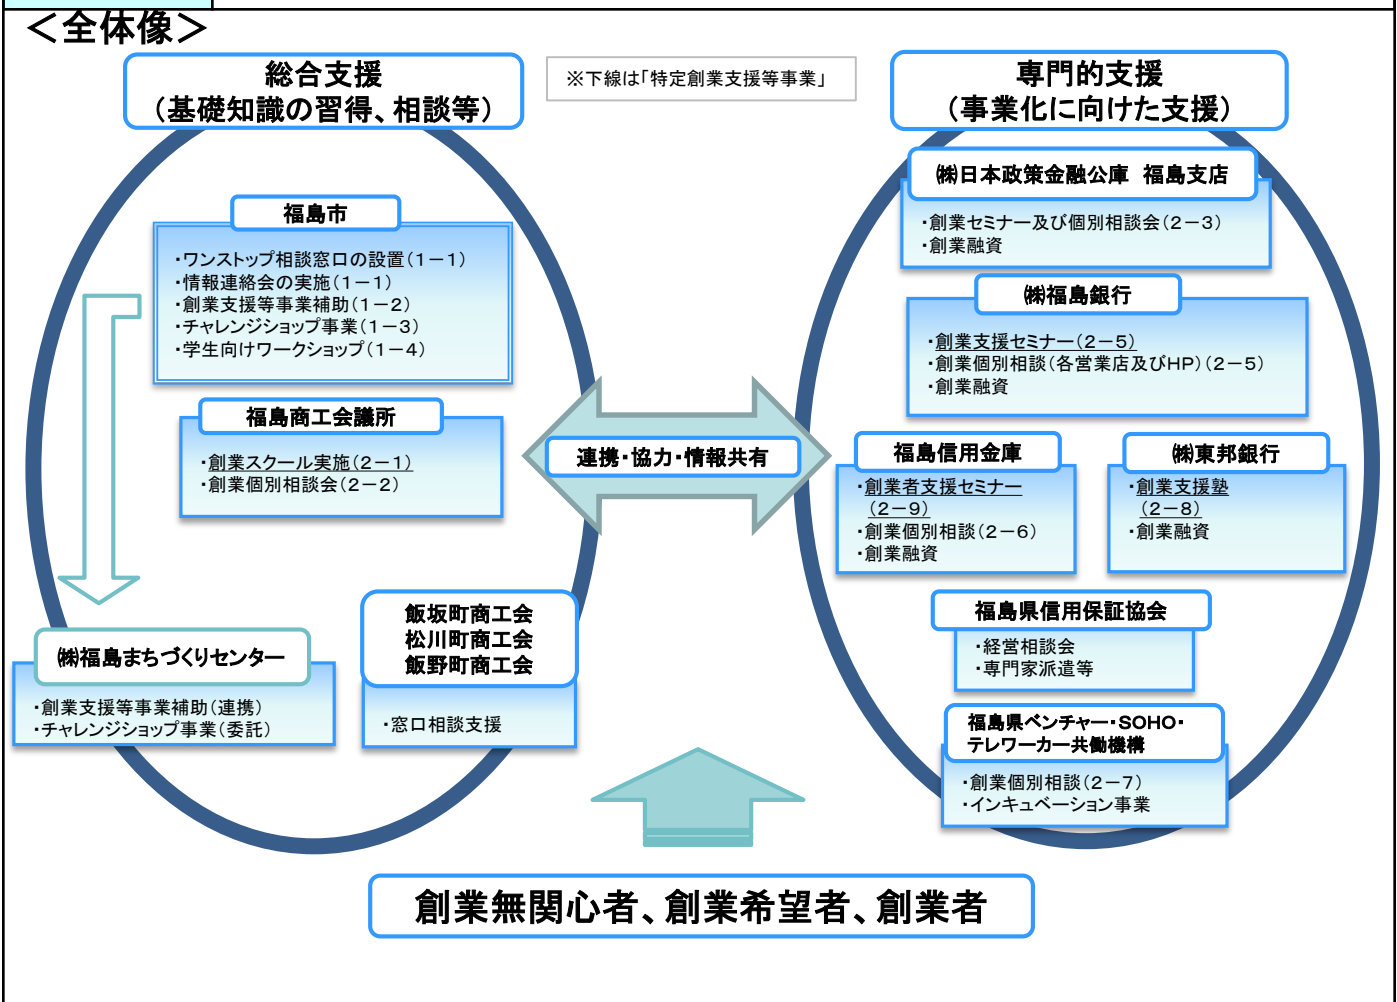 ＜全体像＞
総合支援
（基礎知識の習得、相談等）
※下線は「特定創業支援等事業」
専門的支援
（事業化に向けた支援）
福島市
・ワンストップ相談窓口の設置（１－１）
・情報連絡会の実施（１－１）
・創業支援等事業補助（１－２）
・チャレンジショップ事業（１－３）
・学生向けワークショップ（１－４）
福島商工会議所
・創業スクール実施（２－１）
・創業個別相談会（２－２）
㈱福島まちづくりセンター
・創業支援等事業補助（連携）
・チャレンジショップ事業（委託）
飯坂町商工会
松川町商工会
飯野町商工会
・窓口相談支援
連携・協力・情報共有
㈱日本政策金融公庫　福島支店
・創業セミナー及び個別相談会（２－３）
・創業融資
㈱福島銀行
・創業支援セミナー（２－５）
・創業個別相談（各営業店及びＨＰ）（２－５）
・創業融資
福島信用金庫
・創業者支援セミナー
（２－９）
・創業個別相談（２－６）
・創業融資
㈱東邦銀行
・創業支援塾
（２－８）
・創業融資
福島県信用保証協会
・経営相談会
・専門家派遣等
福島県ベンチャー・ＳＯＨＯ・
テレワーカー共働機構
・創業個別相談（２－７）
・インキュベーション事業
創業無関心者、創業希望者、創業者